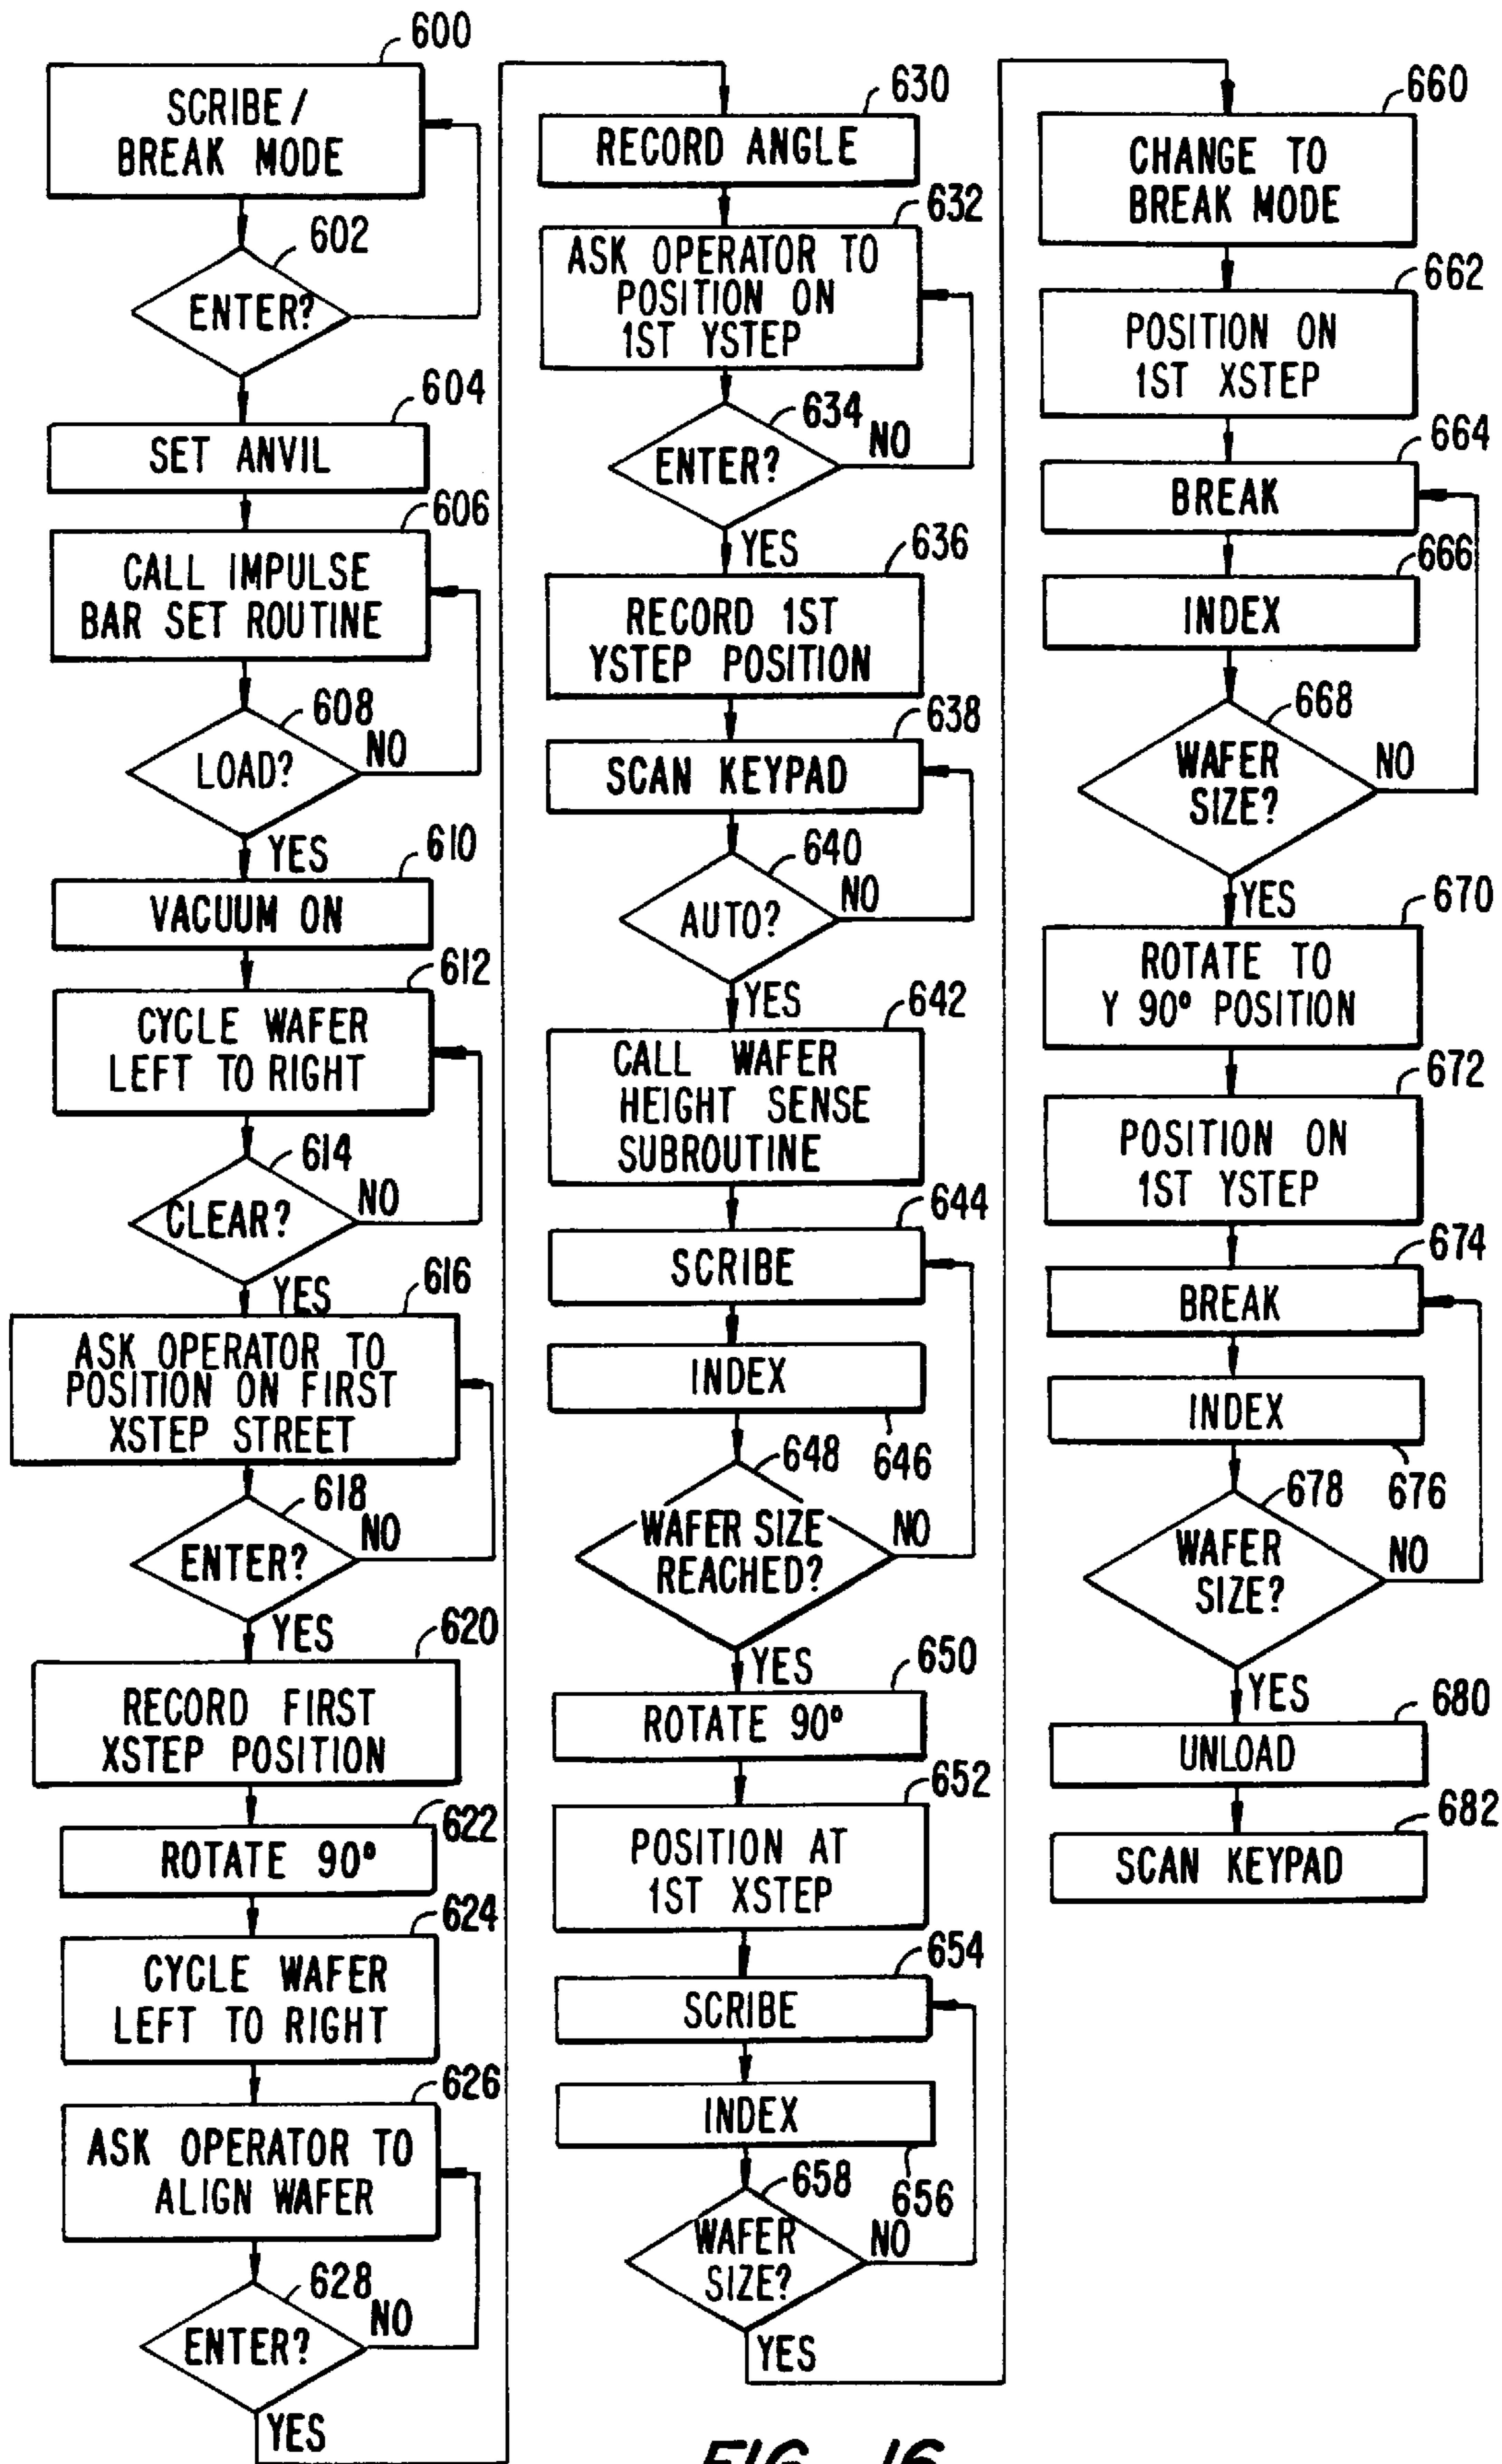 600
SCRIBE/
BREAK MODE
602
ENTER?
604
SET ANVIL
606
CALL IMPULSE
BAR SET ROUTINE
608
LOAD?
NO
YES
610
VACUUM ON
612
CYCLE WAFER
LEFT TO RIGHT
614
CLEAR?
NO
YES
616
ASK OPERATOR TO
POSITION ON FIRST
XSTEP STREET
618
ENTER?
NO
YES
620
RECORD FIRST
XSTEP POSITION
622
ROTATE 90°
624
CYCLE WAFER
LEFT TO RIGHT
626
ASK OPERATOR TO
ALIGN WAFER
628
ENTER?
NO
YES
630
RECORD ANGLE
632
ASK OPERATOR TO
POSITION ON
1ST YSTEP
634
ENTER?
NO
YES
636
RECORD 1ST
YSTEP POSITION
638
SCAN KEYPAD
640
AUTO?
NO
YES
642
CALL WAFER
HEIGHT SENSE
SUBROUTINE
644
SCRIBE
INDEX
646
648
WAFER SIZE
REACHED?
NO
YES
650
ROTATE 90°
652
POSITION AT
1ST XSTEP
654
SCRIBE
INDEX
656
658
WAFER
SIZE?
NO
YES
660
CHANGE TO
BREAK MODE
662
POSITION ON
1ST XSTEP
664
BREAK
666
INDEX
668
WAFER
SIZE?
NO
YES
670
ROTATE TO
Y 90° POSITION
672
POSITION ON
1ST YSTEP
674
BREAK
INDEX
676
678
WAFER
SIZE?
NO
YES
680
UNLOAD
682
SCAN KEYPAD
FIG. 16